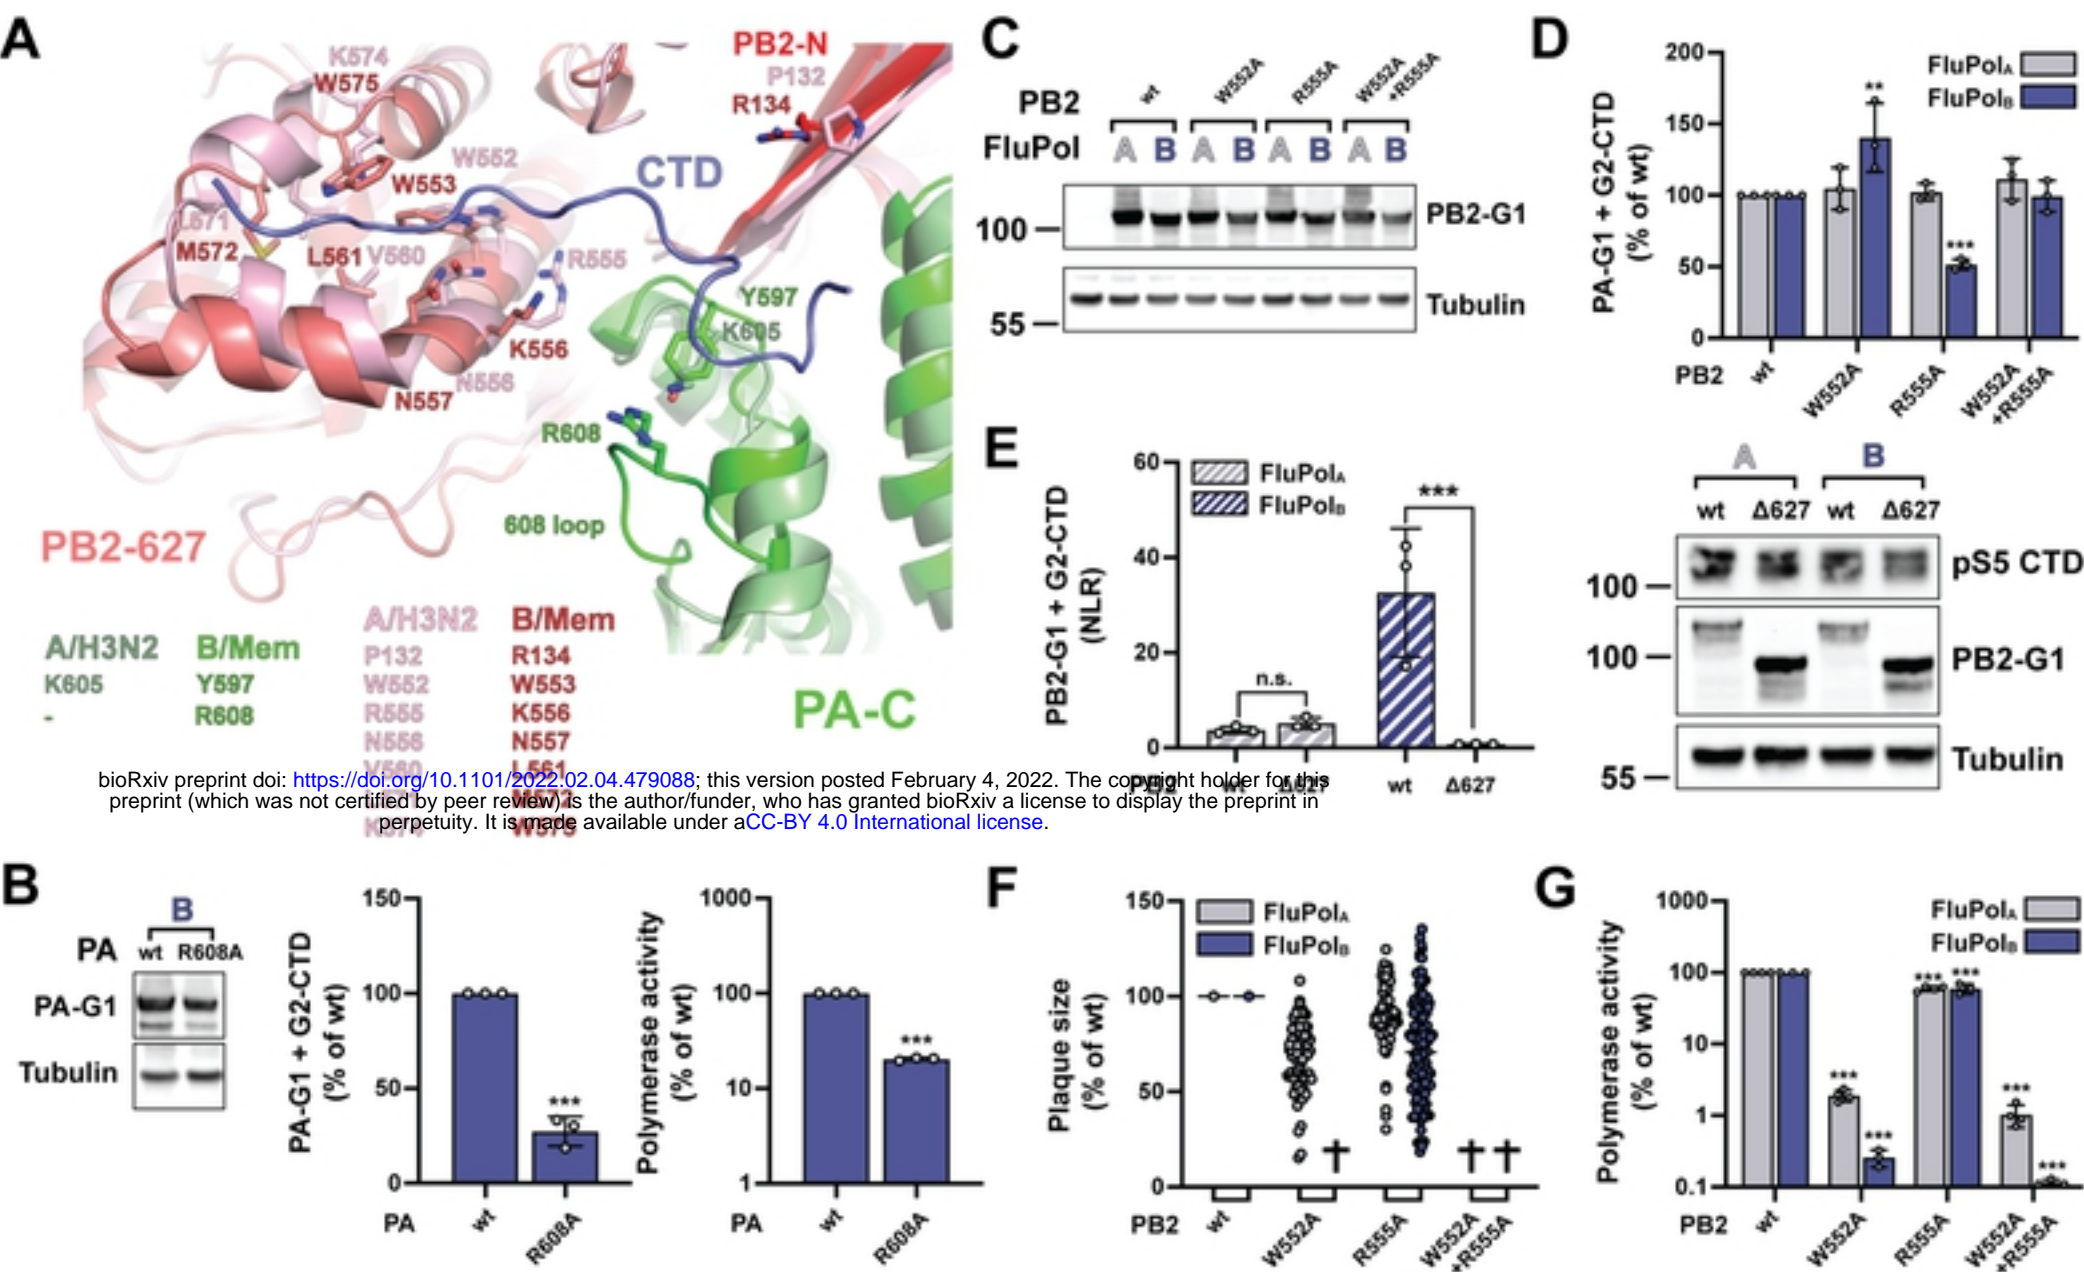 A
K574
W575
PB2-N
P132
R134
W552
W553
CTD
L671
M572
L561 V560
R555
Y597
K605
K556
N556
N557
R608
608 loop
PB2-627
PA-C
A/H3N2 B/Mem
K605 Y597
- R608
A/H3N2 B/Mem
P132 R134
W552 W553
R555 K556
N556 N557
V560 L561
M572
K574 W575
bioRxiv preprint doi: https://doi.org/10.1101/2022.02.04.479088; this version posted February 4, 2022. The copyright holder for this
preprint (which was not certified by peer review) is the author/funder, who has granted bioRxiv a license to display the preprint in
perpetuity. It is made available under aCC-BY 4.0 International license.
B
B
PA wt R608A
PA-G1
Tubulin
PA-G1 + G2-CTD
(% of wt)
150
100
50
0
***
PA wt R608A
Polymerase activity
(% of wt)
1000
100
10
1
***
PA wt R608A
C
PB2 wt W552A R555A W552A
+R555A
FluPol A B A B A B A B
100
PB2-G1
55
Tubulin
D
PA-G1 + G2-CTD
(% of wt)
200
150
100
50
0
FluPolA
FluPolB
**
***
PB2 wt W552A R555A W552A
+R555A
E
PB2-G1 + G2-CTD
(NLR)
60
40
20
0
FluPolA
FluPolB
n.s.
***
PB2 wt Δ627 wt Δ627
A B
wt Δ627 wt Δ627
100 pS5 CTD
100 PB2-G1
55 Tubulin
F
Plaque size
(% of wt)
150
100
50
0
FluPolA
FluPolB
† † †
PB2 wt W552A R555A W552A
+R555A
G
Polymerase activity
(% of wt)
1000
100
10
1
0.1
FluPolA
FluPolB
*** *** *** *** *** ***
PB2 wt W552A R555A W552A
+R555A